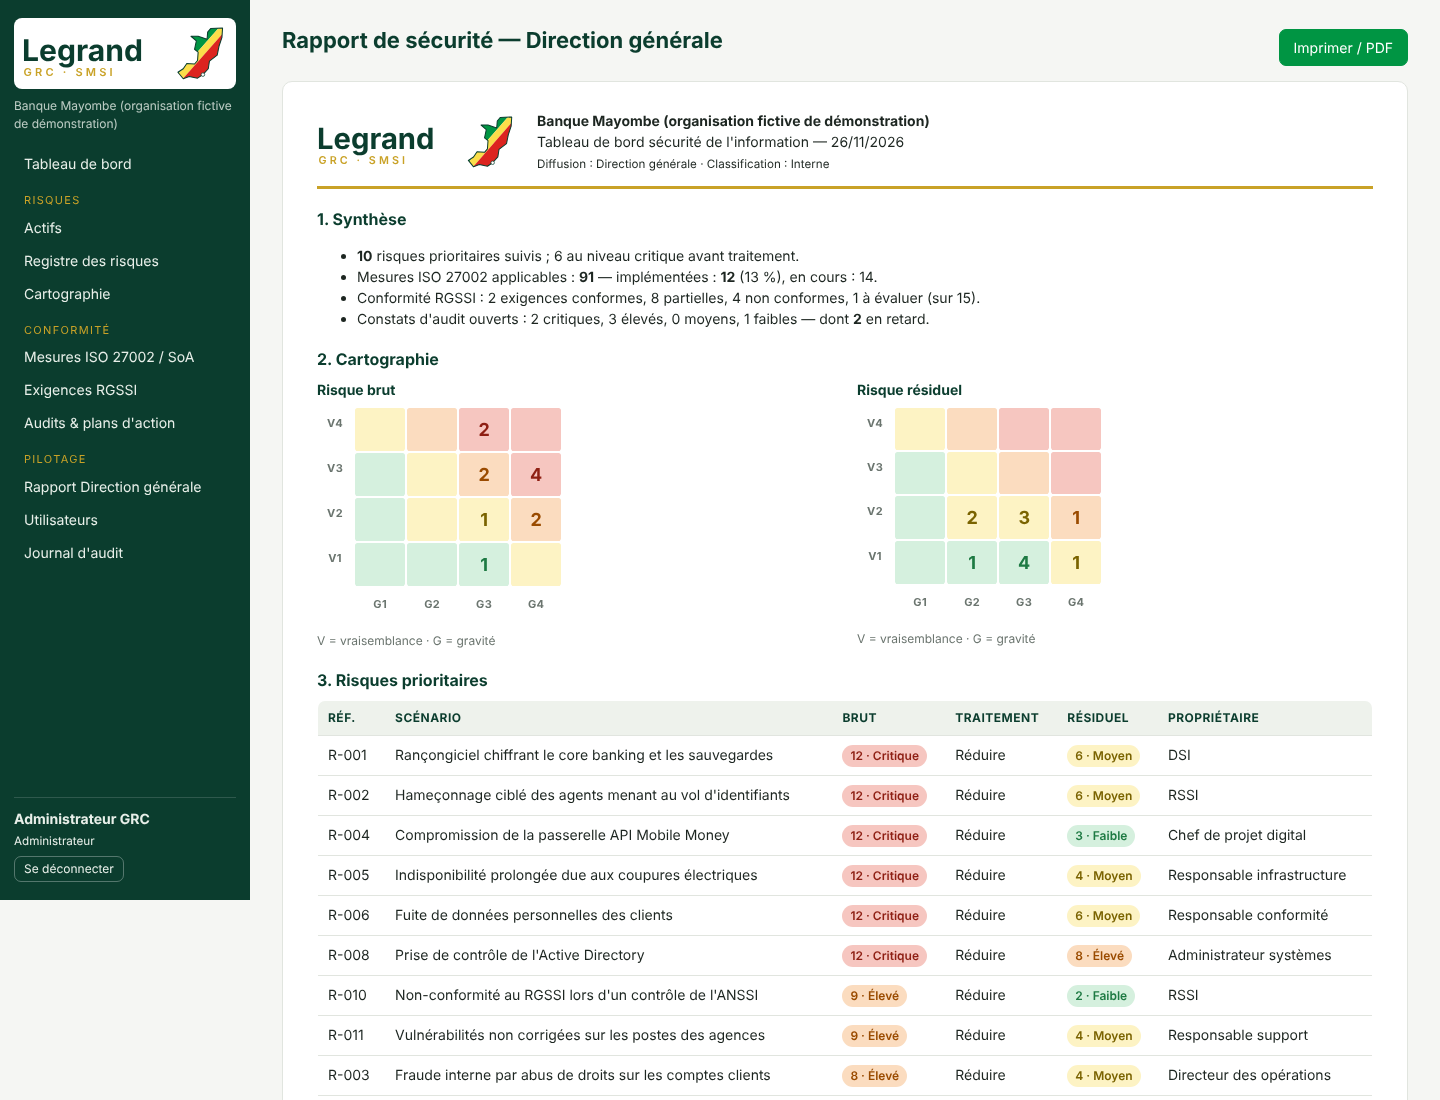 Legrand
GRC · SMSI
Banque Mayombe (organisation fictive
de démonstration)
Tableau de bord
RISQUES
Actifs
Registre des risques
Cartographie
CONFORMITÉ
Mesures ISO 27002 / SoA
Exigences RGSSI
Audits & plans d'action
PILOTAGE
Rapport Direction générale
Utilisateurs
Journal d'audit
Administrateur GRC
Administrateur
Se déconnecter
Rapport de sécurité — Direction générale
Imprimer / PDF
Legrand
GRC · SMSI
Banque Mayombe (organisation fictive de démonstration)
Tableau de bord sécurité de l'information — 26/11/2026
Diffusion : Direction générale · Classification : Interne
1. Synthèse
• 10 risques prioritaires suivis ; 6 au niveau critique avant traitement.
• Mesures ISO 27002 applicables : 91 — implémentées : 12 (13 %), en cours : 14.
• Conformité RGSSI : 2 exigences conformes, 8 partielles, 4 non conformes, 1 à évaluer (sur 15).
• Constats d'audit ouverts : 2 critiques, 3 élevés, 0 moyens, 1 faibles — dont 2 en retard.
2. Cartographie
Risque brut
V4 2
V3 2 4
V2 1 2
V1 1
G1 G2 G3 G4
V = vraisemblance · G = gravité
Risque résiduel
V4
V3
V2 2 3 1
V1 1 4 1
G1 G2 G3 G4
V = vraisemblance · G = gravité
3. Risques prioritaires
RÉF. SCÉNARIO BRUT TRAITEMENT RÉSIDUEL PROPRIÉTAIRE
R-001 Rançongiciel chiffrant le core banking et les sauvegardes 12 · Critique Réduire 6 · Moyen DSI
R-002 Hameçonnage ciblé des agents menant au vol d'identifiants 12 · Critique Réduire 6 · Moyen RSSI
R-004 Compromission de la passerelle API Mobile Money 12 · Critique Réduire 3 · Faible Chef de projet digital
R-005 Indisponibilité prolongée due aux coupures électriques 12 · Critique Réduire 4 · Moyen Responsable infrastructure
R-006 Fuite de données personnelles des clients 12 · Critique Réduire 6 · Moyen Responsable conformité
R-008 Prise de contrôle de l'Active Directory 12 · Critique Réduire 8 · Élevé Administrateur systèmes
R-010 Non-conformité au RGSSI lors d'un contrôle de l'ANSSI 9 · Élevé Réduire 2 · Faible RSSI
R-011 Vulnérabilités non corrigées sur les postes des agences 9 · Élevé Réduire 4 · Moyen Responsable support
R-003 Fraude interne par abus de droits sur les comptes clients 8 · Élevé Réduire 4 · Moyen Directeur des opérations